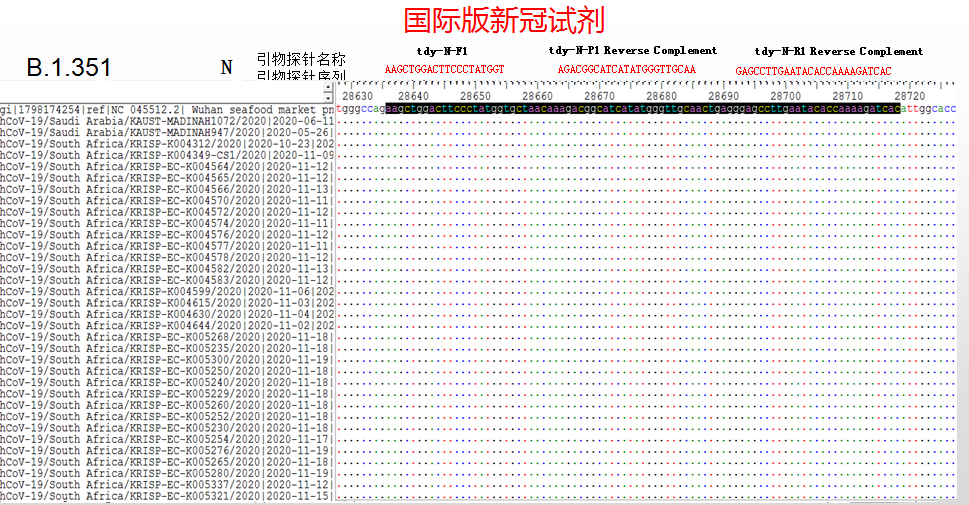 国际版新冠试剂
B.1.351
N
引物探针名称
引物探针序列
tdy-N-F1
tdy-N-P1 Reverse Complement
tdy-N-R1 Reverse Complement
AAGCTGGACTTCCCTATGGT
AGACGGCATCATATGGGTTGCAA
GAGCCTTGAATACACCAAAAGATCAC
28630 28640 28650 28660 28670 28680 28690 28700 28710 28720
gi|1798174254|ref|NC_045512.2| Wuhan seafood market pn
tgggccagaagctggacttccctatggtgctaacaaagacggcatcatatgggttgcaactgagggagccttgaatacaccaaaagatcacattggcacc
hCoV-19/Saudi Arabia/KAUST-MADINAH1072/2020|2020-06-11
hCoV-19/Saudi Arabia/KAUST-MADINAH947/2020|2020-05-26|
hCoV-19/South Africa/KRISP-K004312/2020|2020-10-23|202
hCoV-19/South Africa/KRISP-K004349-CS1/2020|2020-11-09
hCoV-19/South Africa/KRISP-EC-K004564/2020|2020-11-12|
hCoV-19/South Africa/KRISP-EC-K004565/2020|2020-11-12|
hCoV-19/South Africa/KRISP-EC-K004566/2020|2020-11-13|
hCoV-19/South Africa/KRISP-EC-K004570/2020|2020-11-11|
hCoV-19/South Africa/KRISP-EC-K004572/2020|2020-11-12|
hCoV-19/South Africa/KRISP-EC-K004574/2020|2020-11-11|
hCoV-19/South Africa/KRISP-EC-K004576/2020|2020-11-12|
hCoV-19/South Africa/KRISP-EC-K004577/2020|2020-11-11|
hCoV-19/South Africa/KRISP-EC-K004578/2020|2020-11-12|
hCoV-19/South Africa/KRISP-EC-K004582/2020|2020-11-13|
hCoV-19/South Africa/KRISP-EC-K004583/2020|2020-11-12|
hCoV-19/South Africa/KRISP-K004599/2020|2020-11-06|202
hCoV-19/South Africa/KRISP-K004615/2020|2020-11-03|202
hCoV-19/South Africa/KRISP-K004630/2020|2020-11-04|202
hCoV-19/South Africa/KRISP-K004644/2020|2020-11-02|202
hCoV-19/South Africa/KRISP-EC-K005268/2020|2020-11-18|
hCoV-19/South Africa/KRISP-EC-K005235/2020|2020-11-18|
hCoV-19/South Africa/KRISP-EC-K005300/2020|2020-11-19|
hCoV-19/South Africa/KRISP-EC-K005250/2020|2020-11-18|
hCoV-19/South Africa/KRISP-EC-K005240/2020|2020-11-18|
hCoV-19/South Africa/KRISP-EC-K005229/2020|2020-11-18|
hCoV-19/South Africa/KRISP-EC-K005260/2020|2020-11-18|
hCoV-19/South Africa/KRISP-EC-K005252/2020|2020-11-18|
hCoV-19/South Africa/KRISP-EC-K005230/2020|2020-11-18|
hCoV-19/South Africa/KRISP-EC-K005254/2020|2020-11-17|
hCoV-19/South Africa/KRISP-EC-K005276/2020|2020-11-19|
hCoV-19/South Africa/KRISP-EC-K005265/2020|2020-11-18|
hCoV-19/South Africa/KRISP-EC-K005280/2020|2020-11-19|
hCoV-19/South Africa/KRISP-EC-K005337/2020|2020-11-12|
hCoV-19/South Africa/KRISP-EC-K005321/2020|2020-11-15|